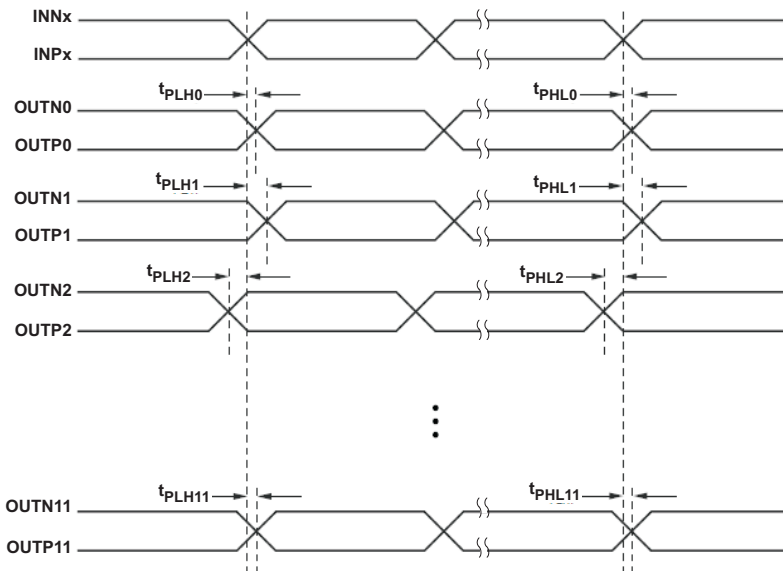 INNx
INPx
tPLH0
tPHL0
OUTN0
OUTP0
tPLH1
tPHL1
OUTN1
OUTP1
tPLH2
tPHL2
OUTN2
OUTP2
tPLH11
tPHL11
OUTN11
OUTP11